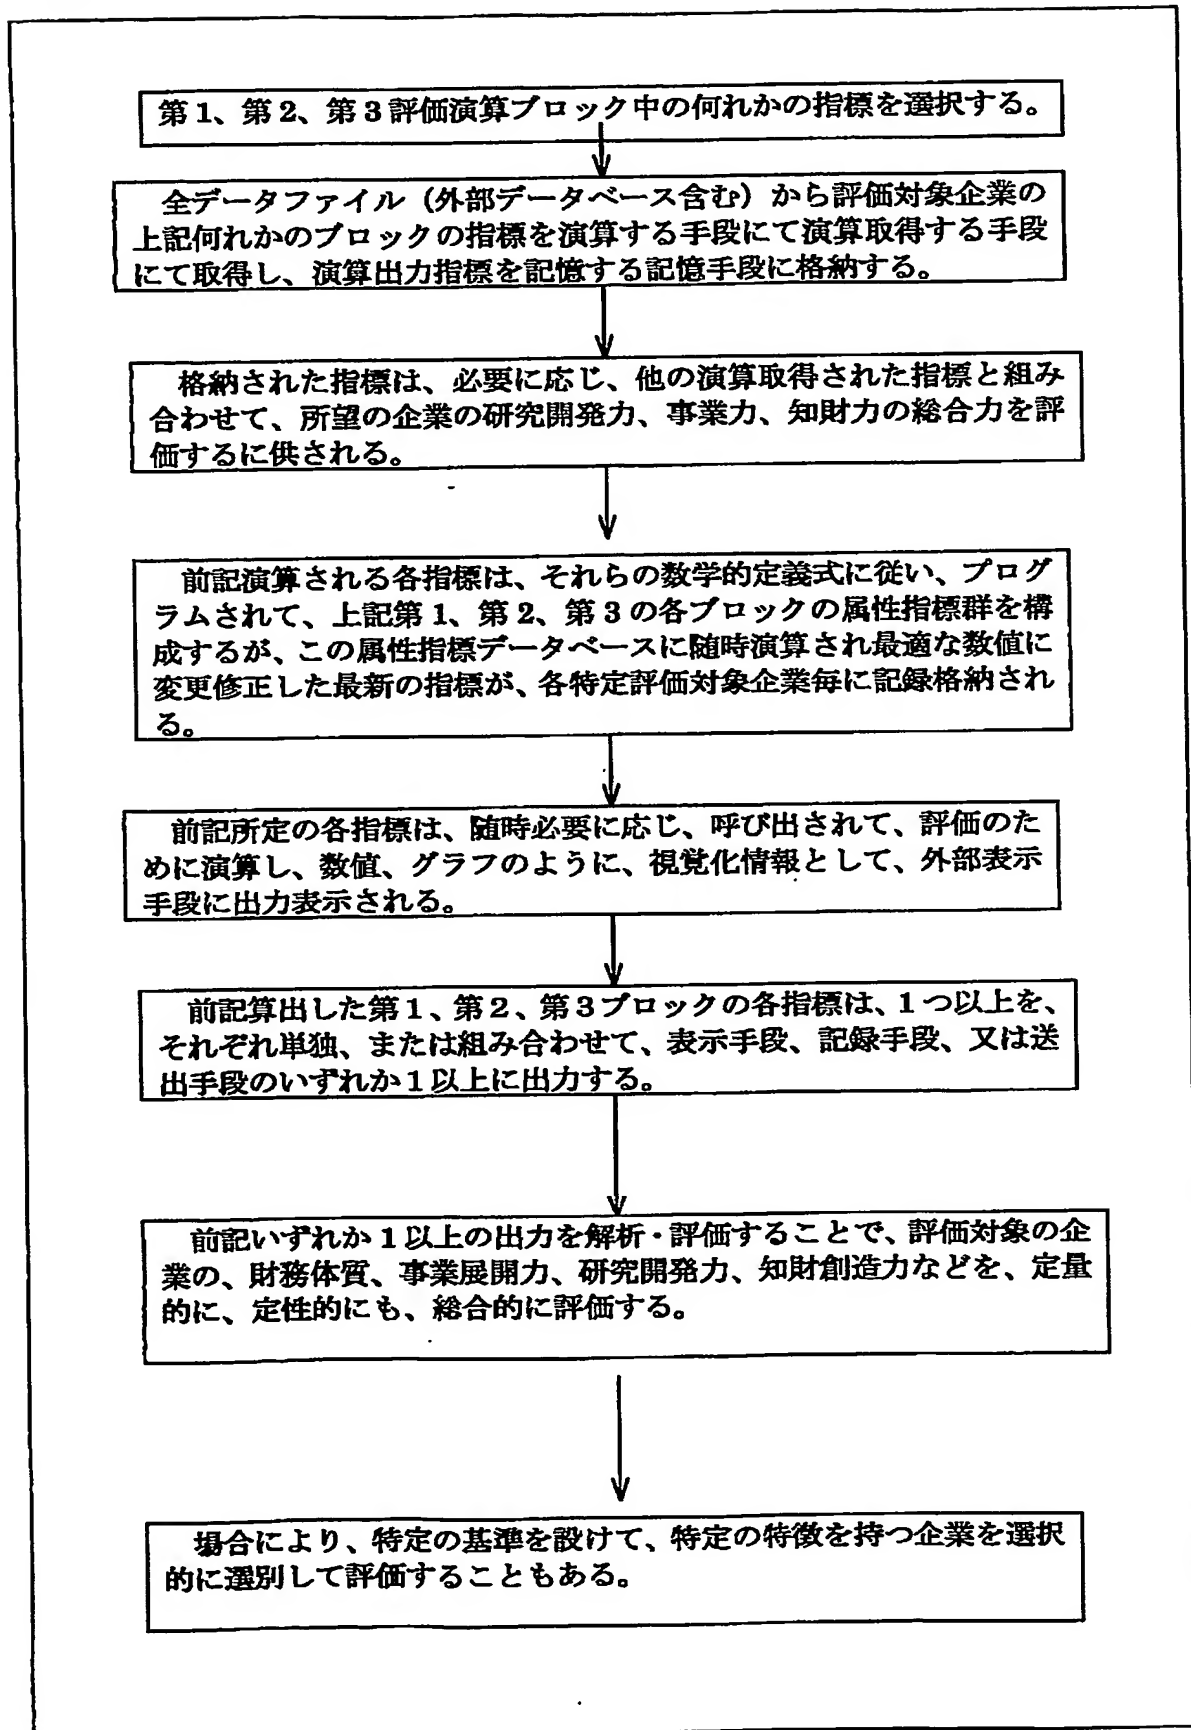 第1、第2、第3評価演算ブロック中の何れかの指標を選択する。
全データファイル（外部データベース含む）から評価対象企業の
上記何れかのブロックの指標を演算する手段にて演算取得する手段
にて取得し、演算出力指標を記憶する記憶手段に格納する。
格納された指標は、必要に応じ、他の演算取得された指標と組み
合わせて、所望の企業の研究開発力、事業力、知財力の総合力を評
価するに供される。
前記演算される各指標は、それらの数学的定義式に従い、プログ
ラムされて、上記第1、第2、第3の各ブロックの属性指標群を構
成するが、この属性指標データベースに随時演算され最適な数値に
変更修正した最新の指標が、各特定評価対象企業毎に記録格納され
る。
前記所定の各指標は、随時必要に応じ、呼び出されて、評価のた
めに演算し、数値、グラフのように、視覚化情報として、外部表示
手段に出力表示される。
前記算出した第1、第2、第3ブロックの各指標は、1つ以上を、
それぞれ単独、または組み合わせて、表示手段、記録手段、又は送
出手段のいずれか1以上に出力する。
前記いずれか1以上の出力を解析・評価することで、評価対象の企
業の、財務体質、事業展開力、研究開発力、知財創造力などを、定量
的に、定性的にも、総合的に評価する。
場合により、特定の基準を設けて、特定の特徴を持つ企業を選択
的に選別して評価することもある。